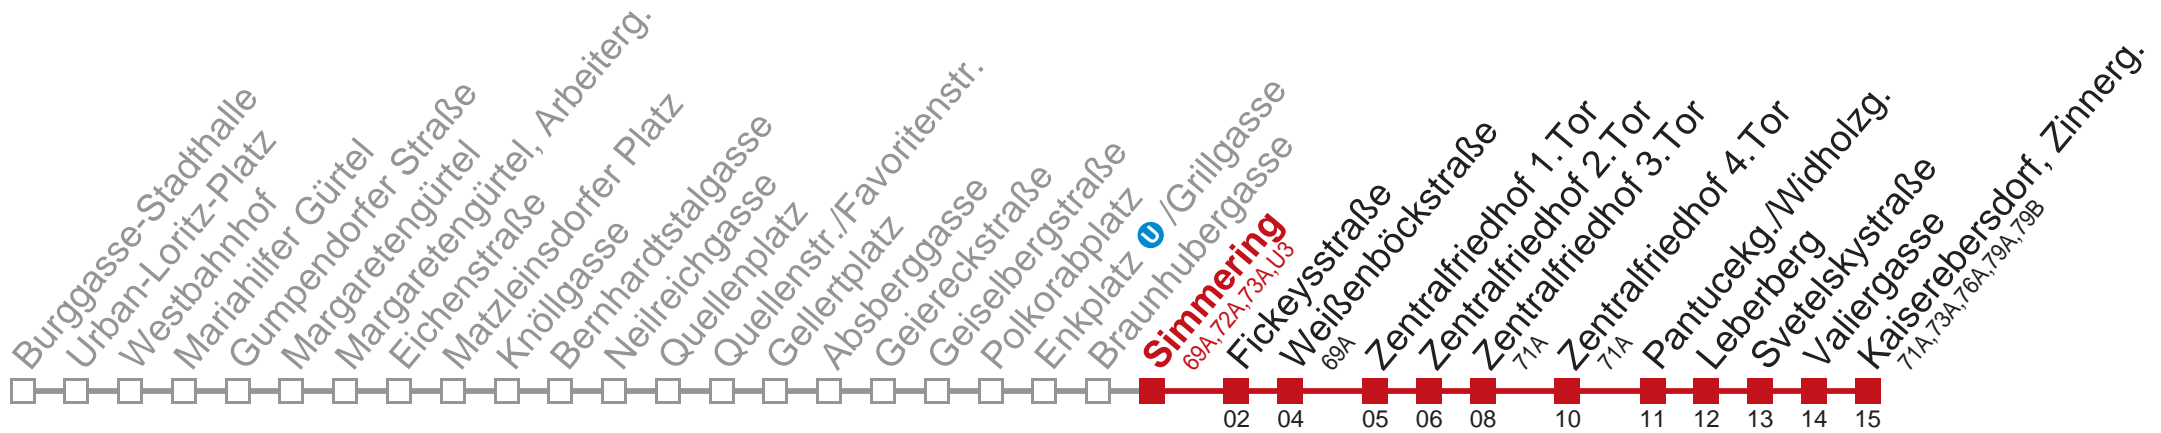 Burggasse-Stadthalle
Urban-Loritz-Platz
Westbahnhof
Mariahilfer Gürtel
Gumpendorfer Straße
Margaretengürtel
Margaretengürtel, Arbeiterg.
Eichenstraße
Matzleinsdorfer Platz
Knöllgasse
Bernhardtstalgasse
Neilreichgasse
Quellenplatz
Quellenstr./Favoritenstr.
Gellertplatz
Absberggasse
Geiereckstraße
Geiselbergstraße
Polkorabplatz
Enkplatz U /Grillgasse
Braunhubergasse
Simmering
69A,72A,73A,U3
Fickeysstraße
Weißenböckstraße
69A
Zentralfriedhof 1.Tor
Zentralfriedhof 2.Tor
Zentralfriedhof 3.Tor
71A
Zentralfriedhof 4.Tor
71A
Pantucekg./Widholzg.
Leberberg
Svetelskystraße
Valiergasse
Kaiserebersdorf, Zinnerg.
71A,73A,76A,79A,79B
02 04 05 06 08 10 11 12 13 14 15